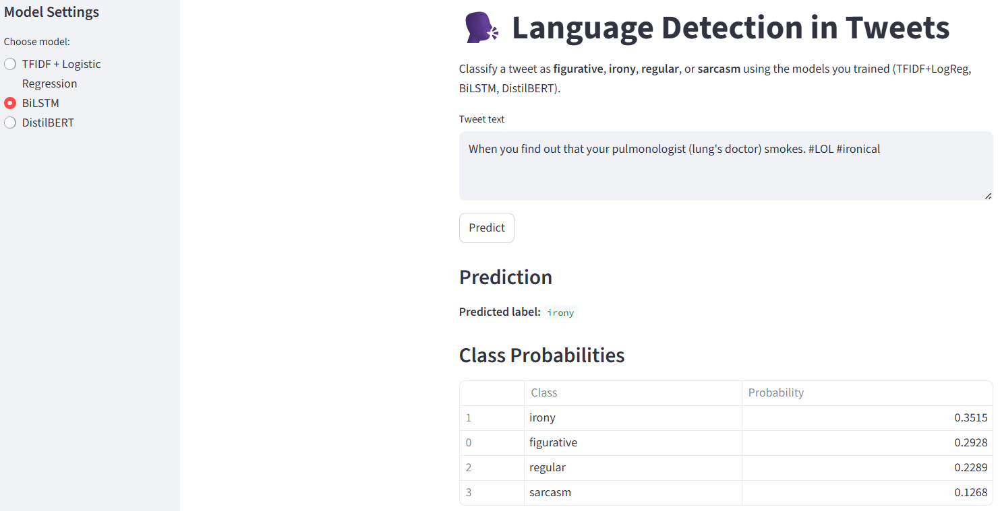 Model Settings
Choose model:
TFIDF + Logistic
Regression
BiLSTM
DistilBERT
Language Detection in Tweets
Classify a tweet as figurative, irony, regular, or sarcasm using the models you trained (TFIDF+LogReg,
BiLSTM, DistilBERT).
Tweet text
When you find out that your pulmonologist (lung's doctor) smokes. #LOL #ironical
Predict
Prediction
Predicted label: irony
Class Probabilities
Class Probability
1 irony 0.3515
0 figurative 0.2928
2 regular 0.2289
3 sarcasm 0.1268